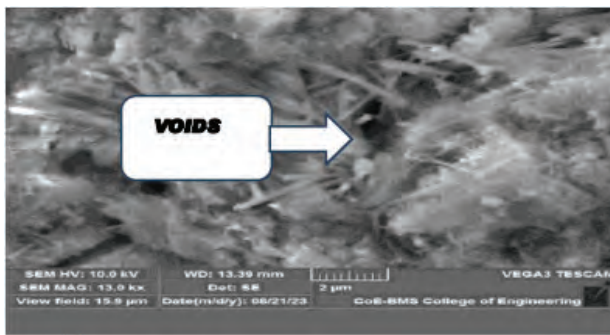 VOIDS
SEM HV: 10.0 kV WD: 13.39 mm VEGA3 TESCAN
SEM MAG: 13.0 kx Det: SE 2 µm
View field: 15.9 µm Date(m/d/y): 06/21/23 CoE-BMS College of Engineering